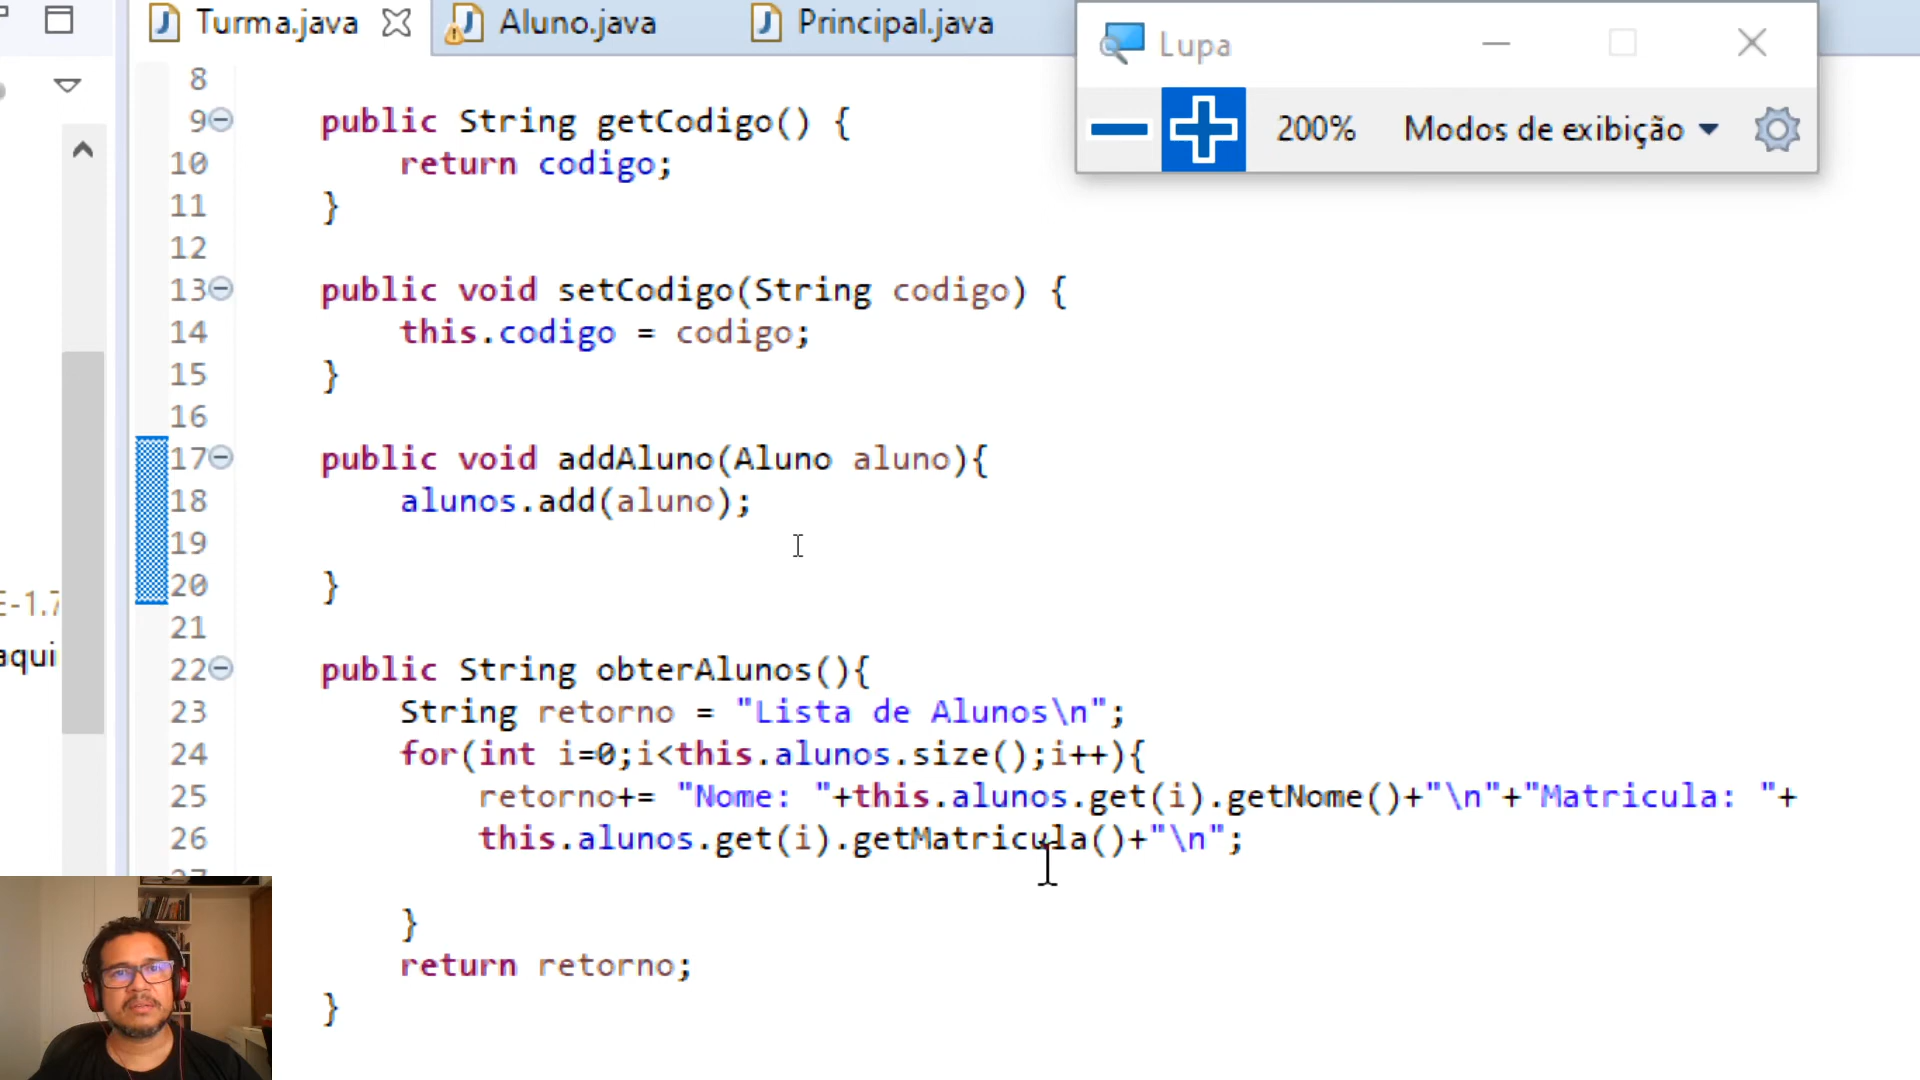 Turma.java Aluno.java Principal.java
Lupa
200% Modos de exibição
8
9 public String getCodigo() {
10 return codigo;
11 }
12
13 public void setCodigo(String codigo) {
14 this.codigo = codigo;
15 }
16
17 public void addAluno(Aluno aluno){
18 alunos.add(aluno);
19
20 }
21
22 public String obterAlunos(){
23 String retorno = "Lista de Alunos\n";
24 for(int i=0;i<this.alunos.size();i++){
25 retorno+= "Nome: "+this.alunos.get(i).getNome()+"\n"+"Matricula: "+
26 this.alunos.get(i).getMatricula()+"\n";
}
return retorno;
}
E-1.7
aqui